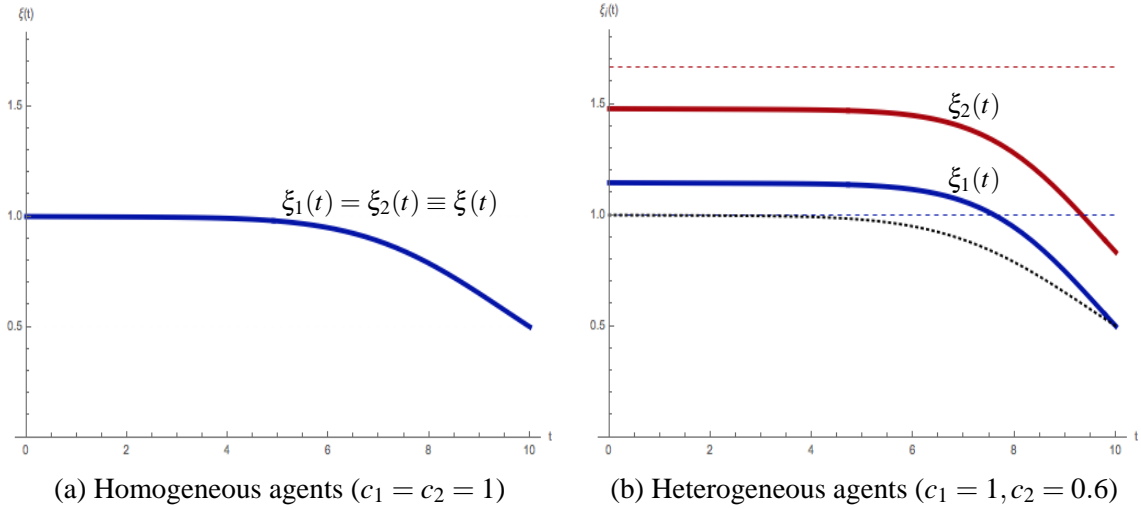 ξ(t)
1.5
1.0
0.5
ξ₁(t) = ξ₂(t) ≡ ξ(t)
0 2 4 6 8 10 t
(a) Homogeneous agents (c₁ = c₂ = 1)
ξᵢ(t)
1.5
1.0
0.5
ξ₂(t)
ξ₁(t)
0 2 4 6 8 10 t
(b) Heterogeneous agents (c₁ = 1, c₂ = 0.6)